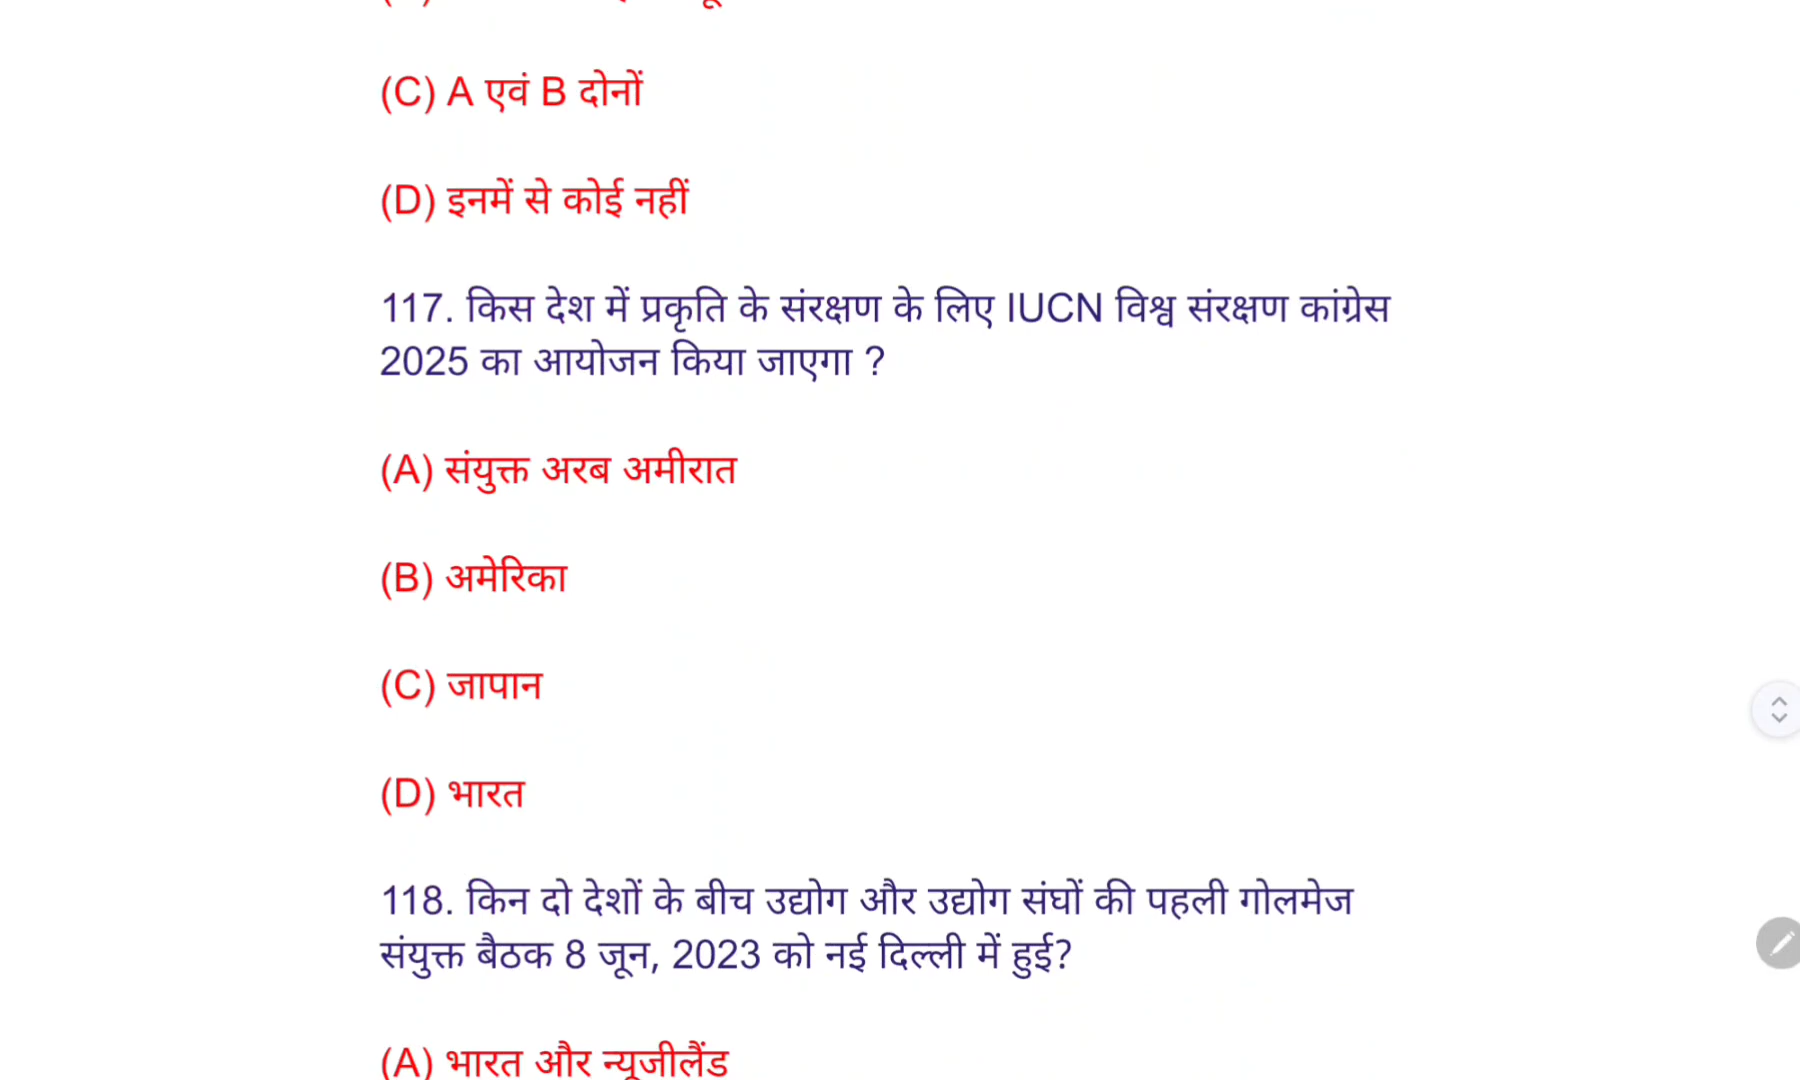 (C) A एवं B दोनों
(D) इनमें से कोई नहीं
117. किस देश में प्रकृति के संरक्षण के लिए IUCN विश्व संरक्षण कांग्रेस
2025 का आयोजन किया जाएगा ?
(A) संयुक्त अरब अमीरात
(B) अमेरिका
(C) जापान
(D) भारत
118. किन दो देशों के बीच उद्योग और उद्योग संघों की पहली गोलमेज
संयुक्त बैठक 8 जून, 2023 को नई दिल्ली में हुई?
(A) भारत और न्यूजीलैंड